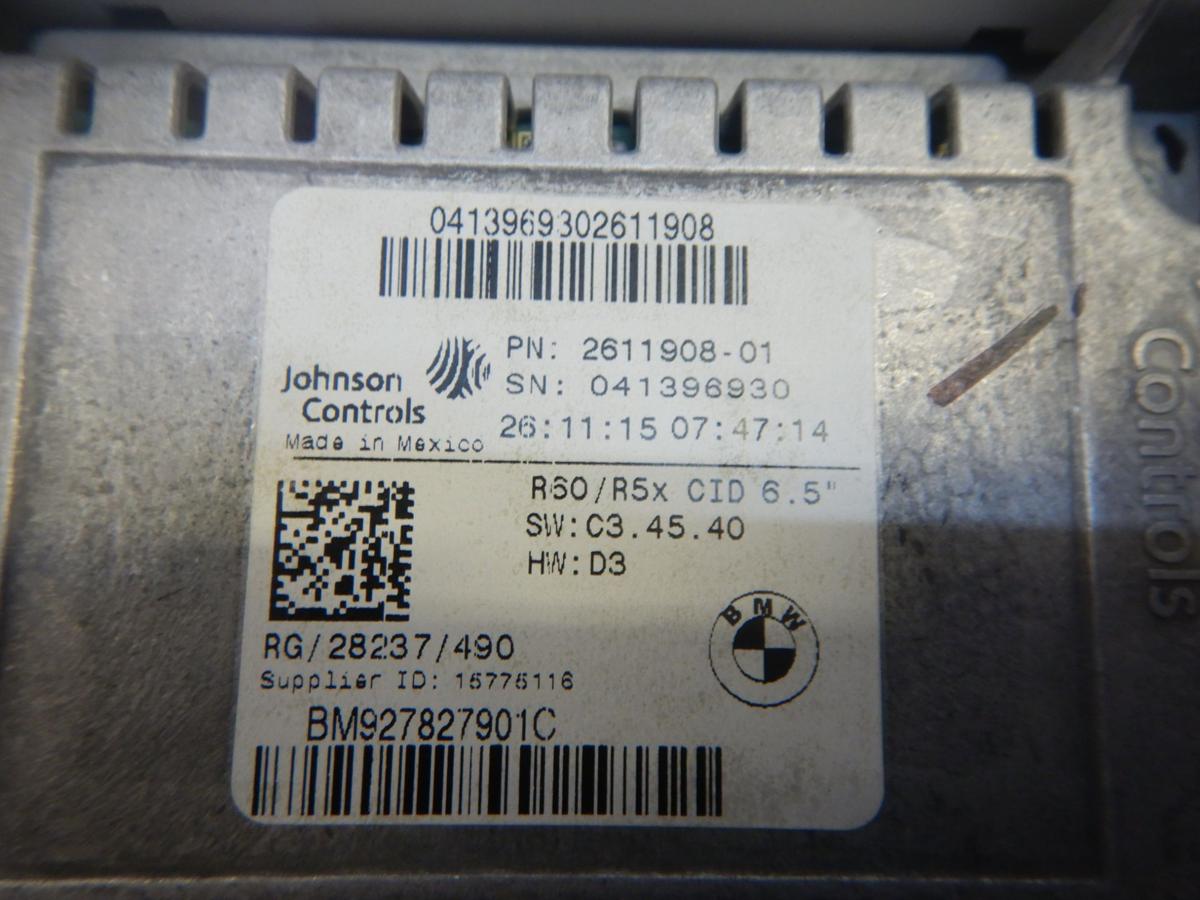 0413969302611908
PN: 2611908-01
SN: 041396930
Johnson
Controls
Made in Mexico
26:11:15 07:47:14
R60/R5x CID 6.5"
SW:C3.45.40
HW:D3
BMW
RG/28237/490
Supplier ID: 15775116
BM927827901C
Controls